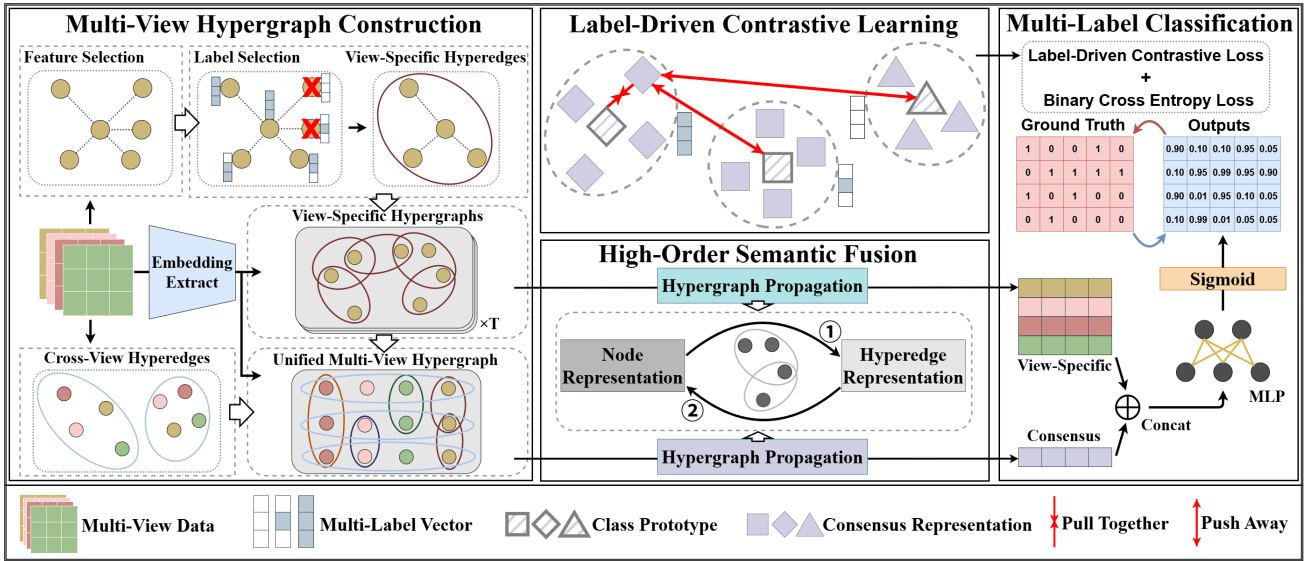 Multi-View Hypergraph Construction
Feature Selection
Label Selection
View-Specific Hyperedges
View-Specific Hypergraphs
Embedding
Extract
×T
Cross-View Hyperedges
Unified Multi-View Hypergraph
Label-Driven Contrastive Learning
High-Order Semantic Fusion
Hypergraph Propagation
①
Node
Representation
Hyperedge
Representation
②
Hypergraph Propagation
Multi-Label Classification
Label-Driven Contrastive Loss
+
Binary Cross Entropy Loss
Ground Truth
1 0 0 1 0
0 1 1 1 1
1 0 1 0 0
0 1 0 0 0
Outputs
0.90 0.10 0.10 0.95 0.05
0.10 0.95 0.99 0.95 0.90
0.90 0.01 0.95 0.10 0.05
0.10 0.99 0.01 0.05 0.05
Sigmoid
View-Specific
MLP
Concat
Consensus
Multi-View Data
Multi-Label Vector
Class Prototype
Consensus Representation
Pull Together
Push Away